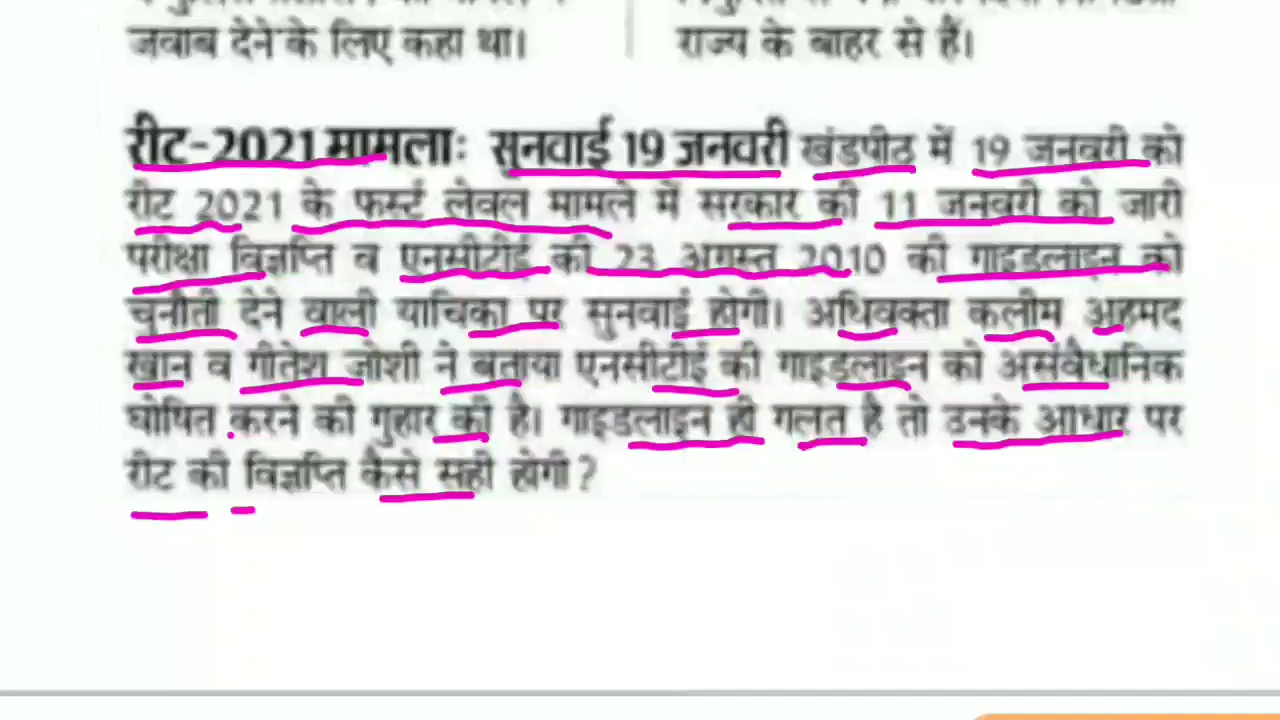 जवाब देने के लिए कहा था।
राज्य के बाहर से हैं।
रीट-2021 मामलाः सुनवाई 19 जनवरी खंडपीठ में 19 जनवरी को
रीट 2021 के फर्स्ट लेवल मामले में सरकार की 11 जनवरी को जारी
परीक्षा विज्ञप्ति व एनसीटीई की 23 अगस्त 2010 की गाइडलाइन को
चुनौती देने वाली याचिका पर सुनवाई होगी। अधिवक्ता कलीम अहमद
खान व गीतेश जोशी ने बताया एनसीटीई की गाइडलाइन को असंवैधानिक
घोषित करने की गुहार की है। गाइडलाइन ही गलत है तो उनके आधार पर
रीट की विज्ञप्ति कैसे सही होगी?